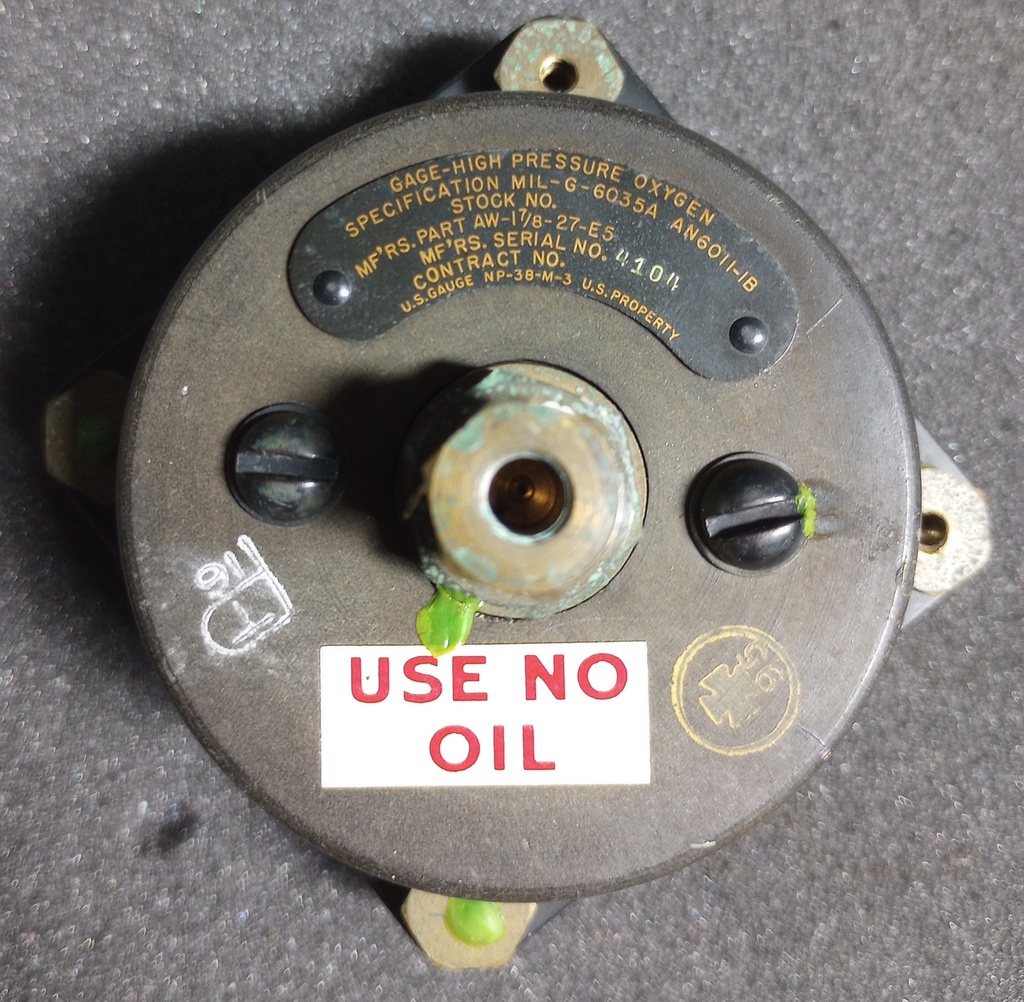 GAGE-HIGH PRESSURE OXYGEN
SPECIFICATION MIL-G-6035A AN6011-1B
STOCK NO.
MF'RS. PART AW-1⅞-27-E5
MF'RS. SERIAL NO. 4104
CONTRACT NO.
U.S. GAUGE NP-38-M-3 U.S. PROPERTY
USE NO
OIL